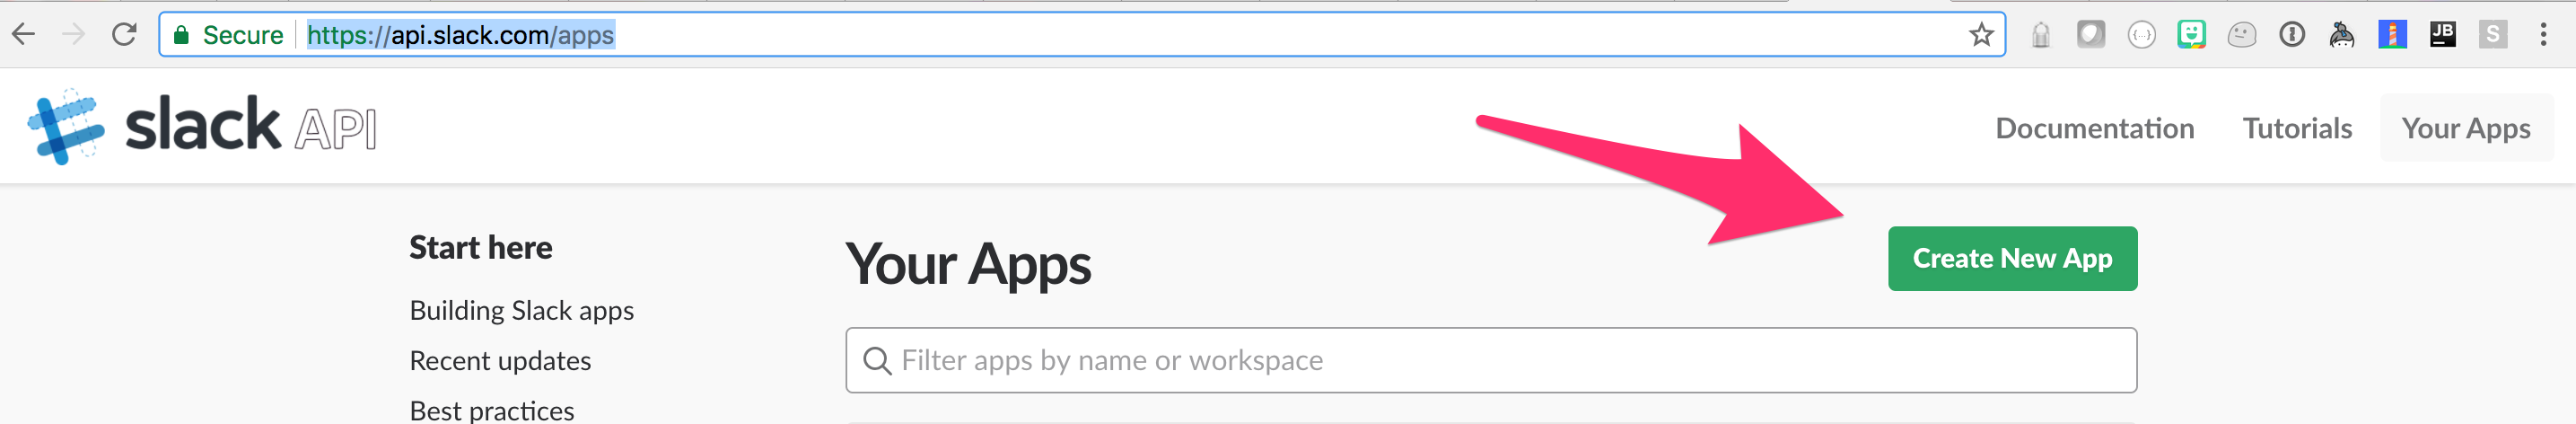 Secure https://api.slack.com/apps
{...} JB S
slack API Documentation Tutorials Your Apps
Start here
Building Slack apps
Recent updates
Best practices
Your Apps
Create New App
Filter apps by name or workspace